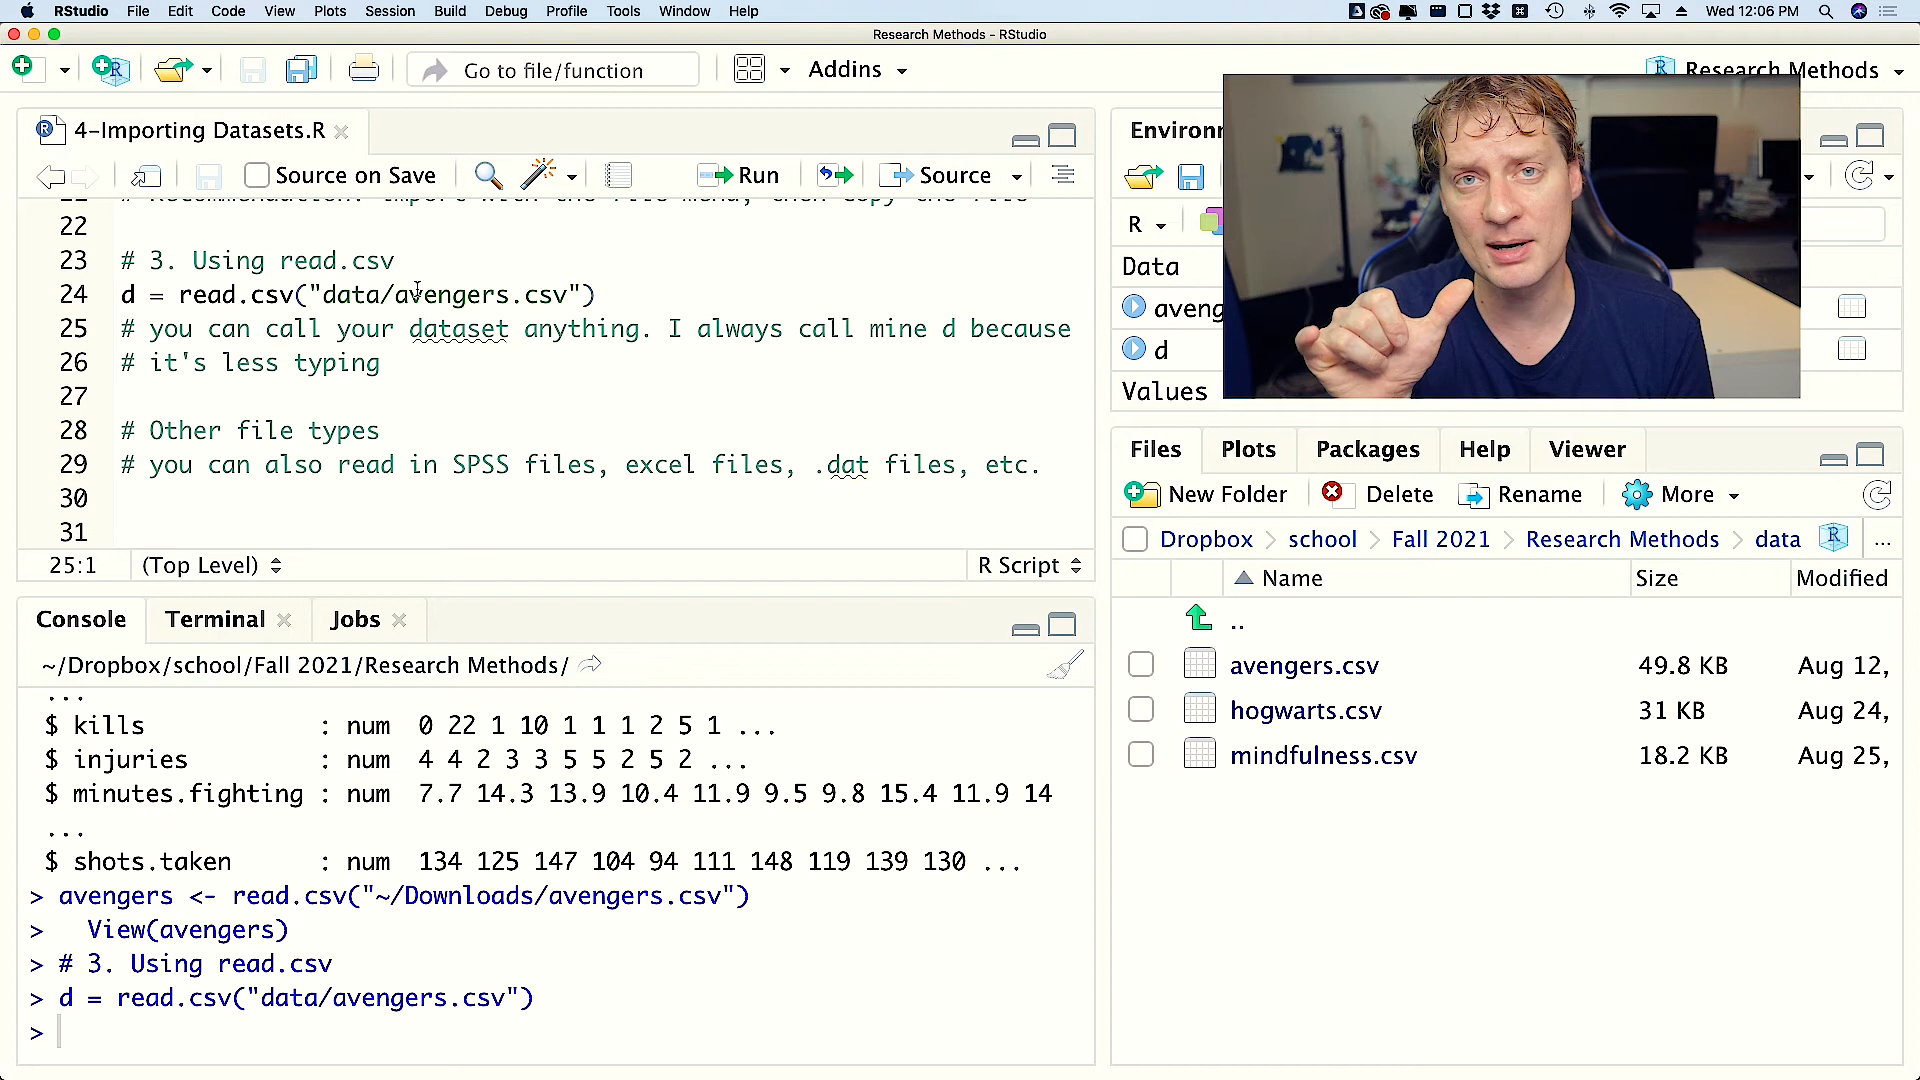 RStudio File Edit Code View Plots Session Build Debug Profile Tools Window Help Wed 12:06 PM
Research Methods - RStudio
Go to file/function Addins Research Methods
4-Importing Datasets.R
Source on Save Run Source
22
23 # 3. Using read.csv
24 d = read.csv("data/avengers.csv")
25 # you can call your dataset anything. I always call mine d because
26 # it's less typing
27
28 # Other file types
29 # you can also read in SPSS files, excel files, .dat files, etc.
30
31
25:1 (Top Level) R Script
Console Terminal Jobs
~/Dropbox/school/Fall 2021/Research Methods/
...
$ kills : num 0 22 1 10 1 1 1 2 5 1 ...
$ injuries : num 4 4 2 3 3 5 5 2 5 2 ...
$ minutes.fighting : num 7.7 14.3 13.9 10.4 11.9 9.5 9.8 15.4 11.9 14
...
$ shots.taken : num 134 125 147 104 94 111 148 119 139 130 ...
> avengers <- read.csv("~/Downloads/avengers.csv")
> View(avengers)
> # 3. Using read.csv
> d = read.csv("data/avengers.csv")
>
Environ
R
Data
aveng
d
Values
Files Plots Packages Help Viewer
New Folder Delete Rename More
Dropbox school Fall 2021 Research Methods data ...
Name Size Modified
..
avengers.csv 49.8 KB Aug 12,
hogwarts.csv 31 KB Aug 24,
mindfulness.csv 18.2 KB Aug 25,